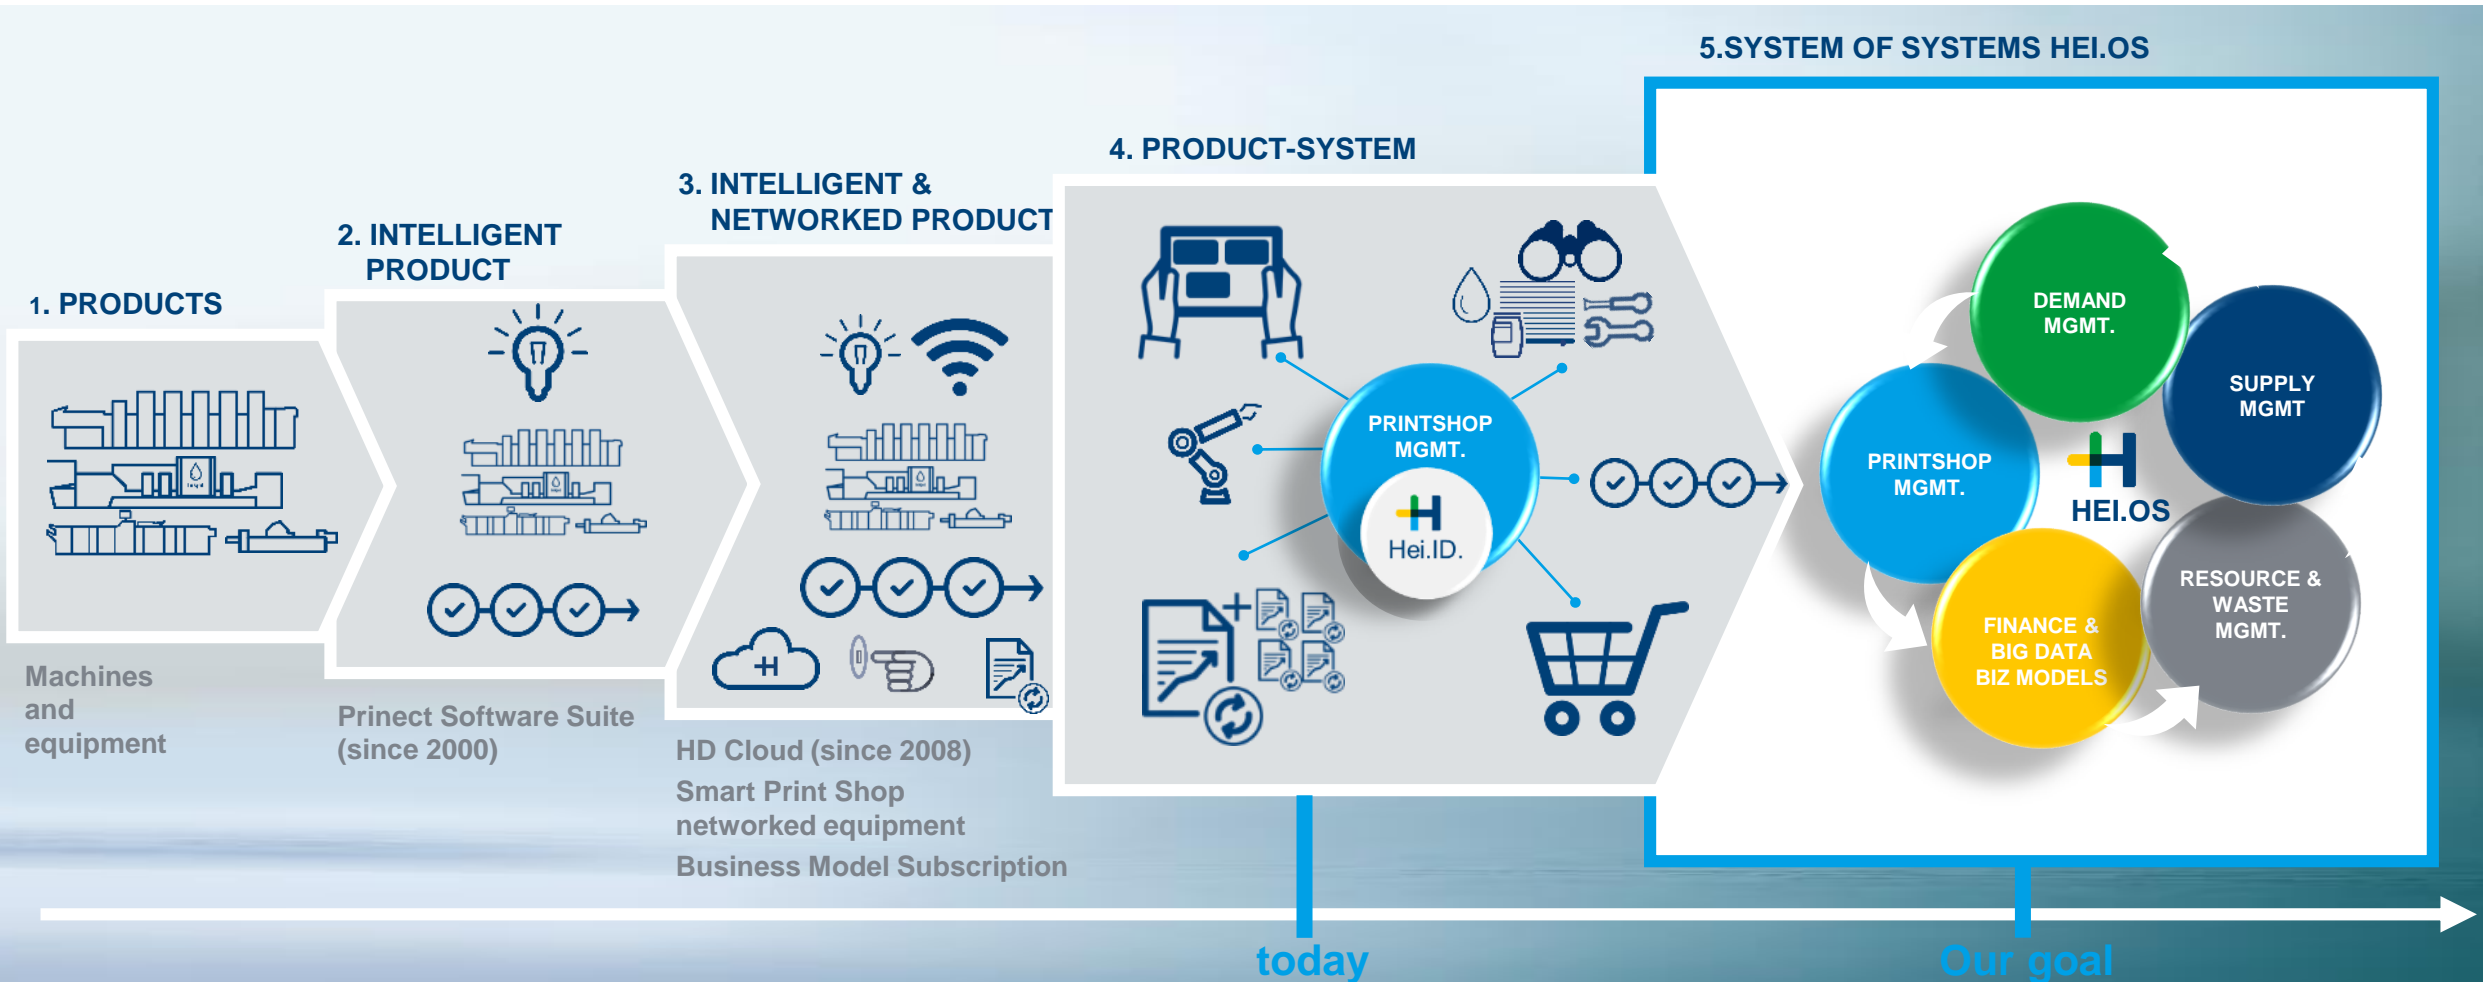 1. PRODUCTS
Machines
and
equipment
2. INTELLIGENT
PRODUCT
Prinect Software Suite
(since 2000)
3. INTELLIGENT &
NETWORKED PRODUCT
H
HD Cloud (since 2008)
Smart Print Shop
networked equipment
Business Model Subscription
4. PRODUCT-SYSTEM
PRINTSHOP
MGMT.
Hei.ID.
5.SYSTEM OF SYSTEMS HEI.OS
DEMAND
MGMT.
SUPPLY
MGMT
PRINTSHOP
MGMT.
HEI.OS
RESOURCE &
WASTE
MGMT.
FINANCE &
BIG DATA
BIZ MODELS
today
Our goal